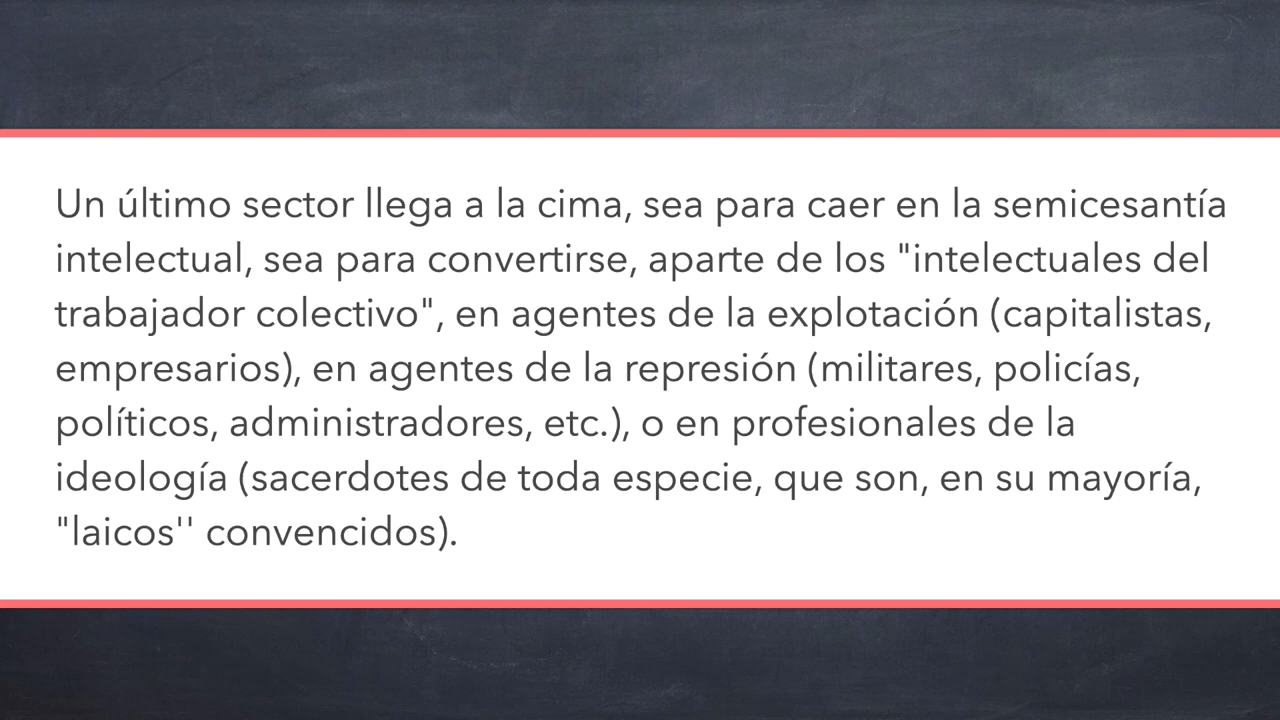 Un último sector llega a la cima, sea para caer en la semicesantía
intelectual, sea para convertirse, aparte de los "intelectuales del
trabajador colectivo", en agentes de la explotación (capitalistas,
empresarios), en agentes de la represión (militares, policías,
políticos, administradores, etc.), o en profesionales de la
ideología (sacerdotes de toda especie, que son, en su mayoría,
"laicos'' convencidos).